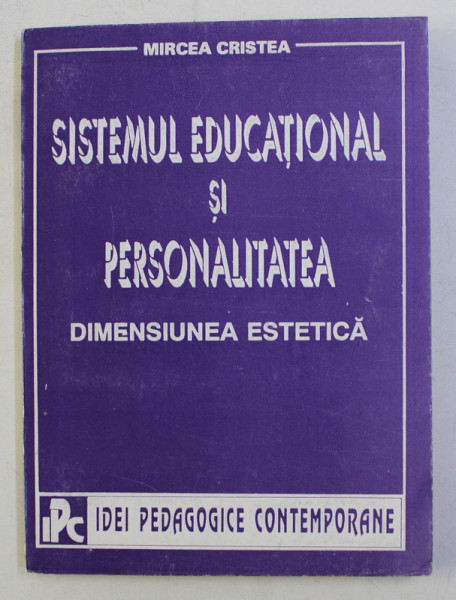 MIRCEA CRISTEA
SISTEMUL EDUCAȚIONAL
ȘI
PERSONALITATEA
DIMENSIUNEA ESTETICĂ
iPC IDEI PEDAGOGICE CONTEMPORANE